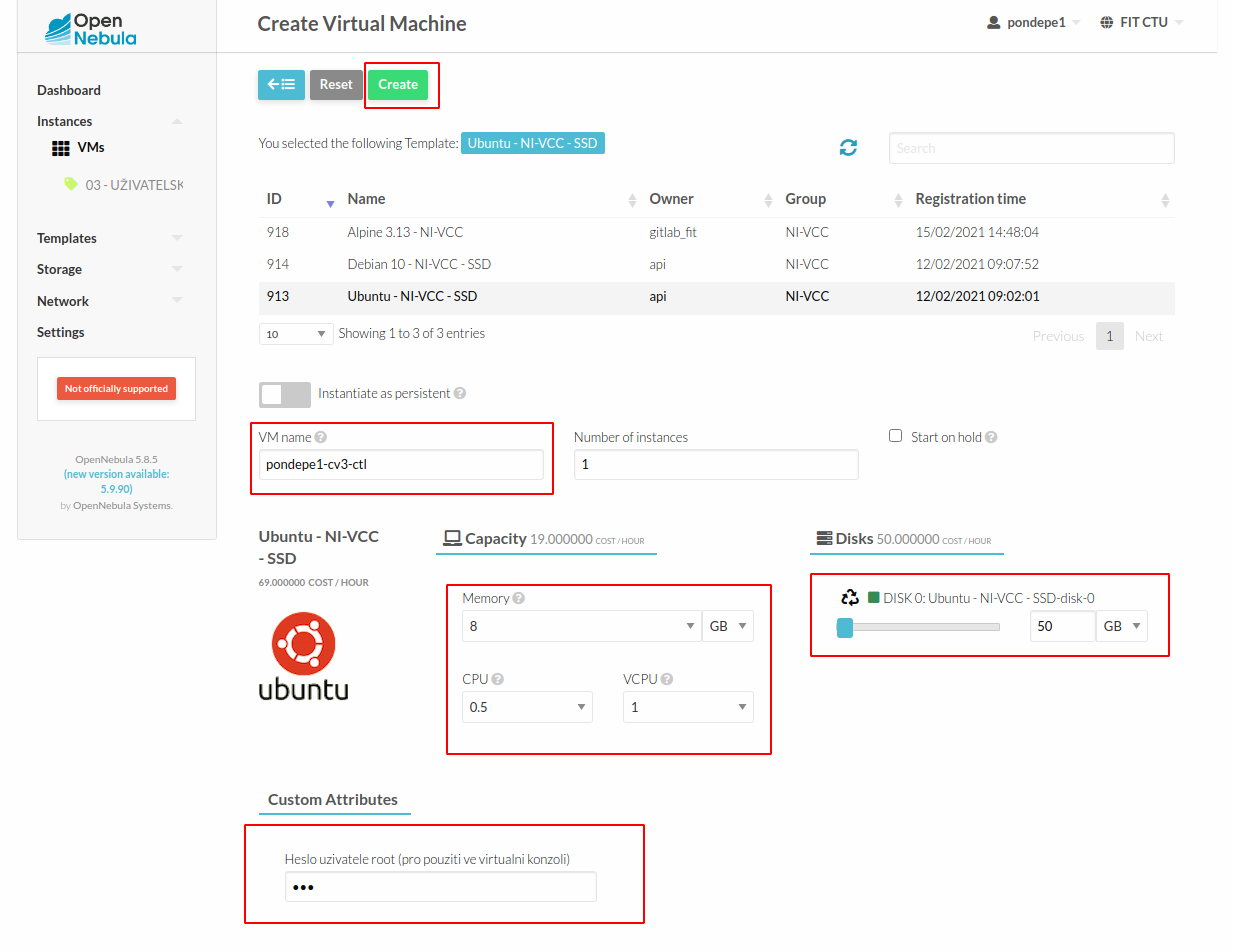 Open
Nebula
Create Virtual Machine
pondepe1
FIT CTU
Dashboard
Instances
VMs
03 - UŽIVATELSK
Templates
Storage
Network
Settings
Not officially supported
OpenNebula 5.8.5
(new version available:
5.9.90)
by OpenNebula Systems.
Reset
Create
You selected the following Template: Ubuntu - NI-VCC - SSD
Search
ID Name Owner Group Registration time
918 Alpine 3.13 - NI-VCC gitlab_fit NI-VCC 15/02/2021 14:48:04
914 Debian 10 - NI-VCC - SSD api NI-VCC 12/02/2021 09:07:52
913 Ubuntu - NI-VCC - SSD api NI-VCC 12/02/2021 09:02:01
10 Showing 1 to 3 of 3 entries
Previous 1 Next
Instantiate as persistent
VM name Number of instances Start on hold
pondepe1-cv3-ctl 1
Ubuntu - NI-VCC
- SSD
69.000000 COST / HOUR
ubuntu
Capacity 19.000000 COST / HOUR
Memory
8 GB
CPU VCPU
0.5 1
Disks 50.000000 COST / HOUR
DISK 0: Ubuntu - NI-VCC - SSD-disk-0
50 GB
Custom Attributes
Heslo uzivatele root (pro pouziti ve virtualni konzoli)
•••